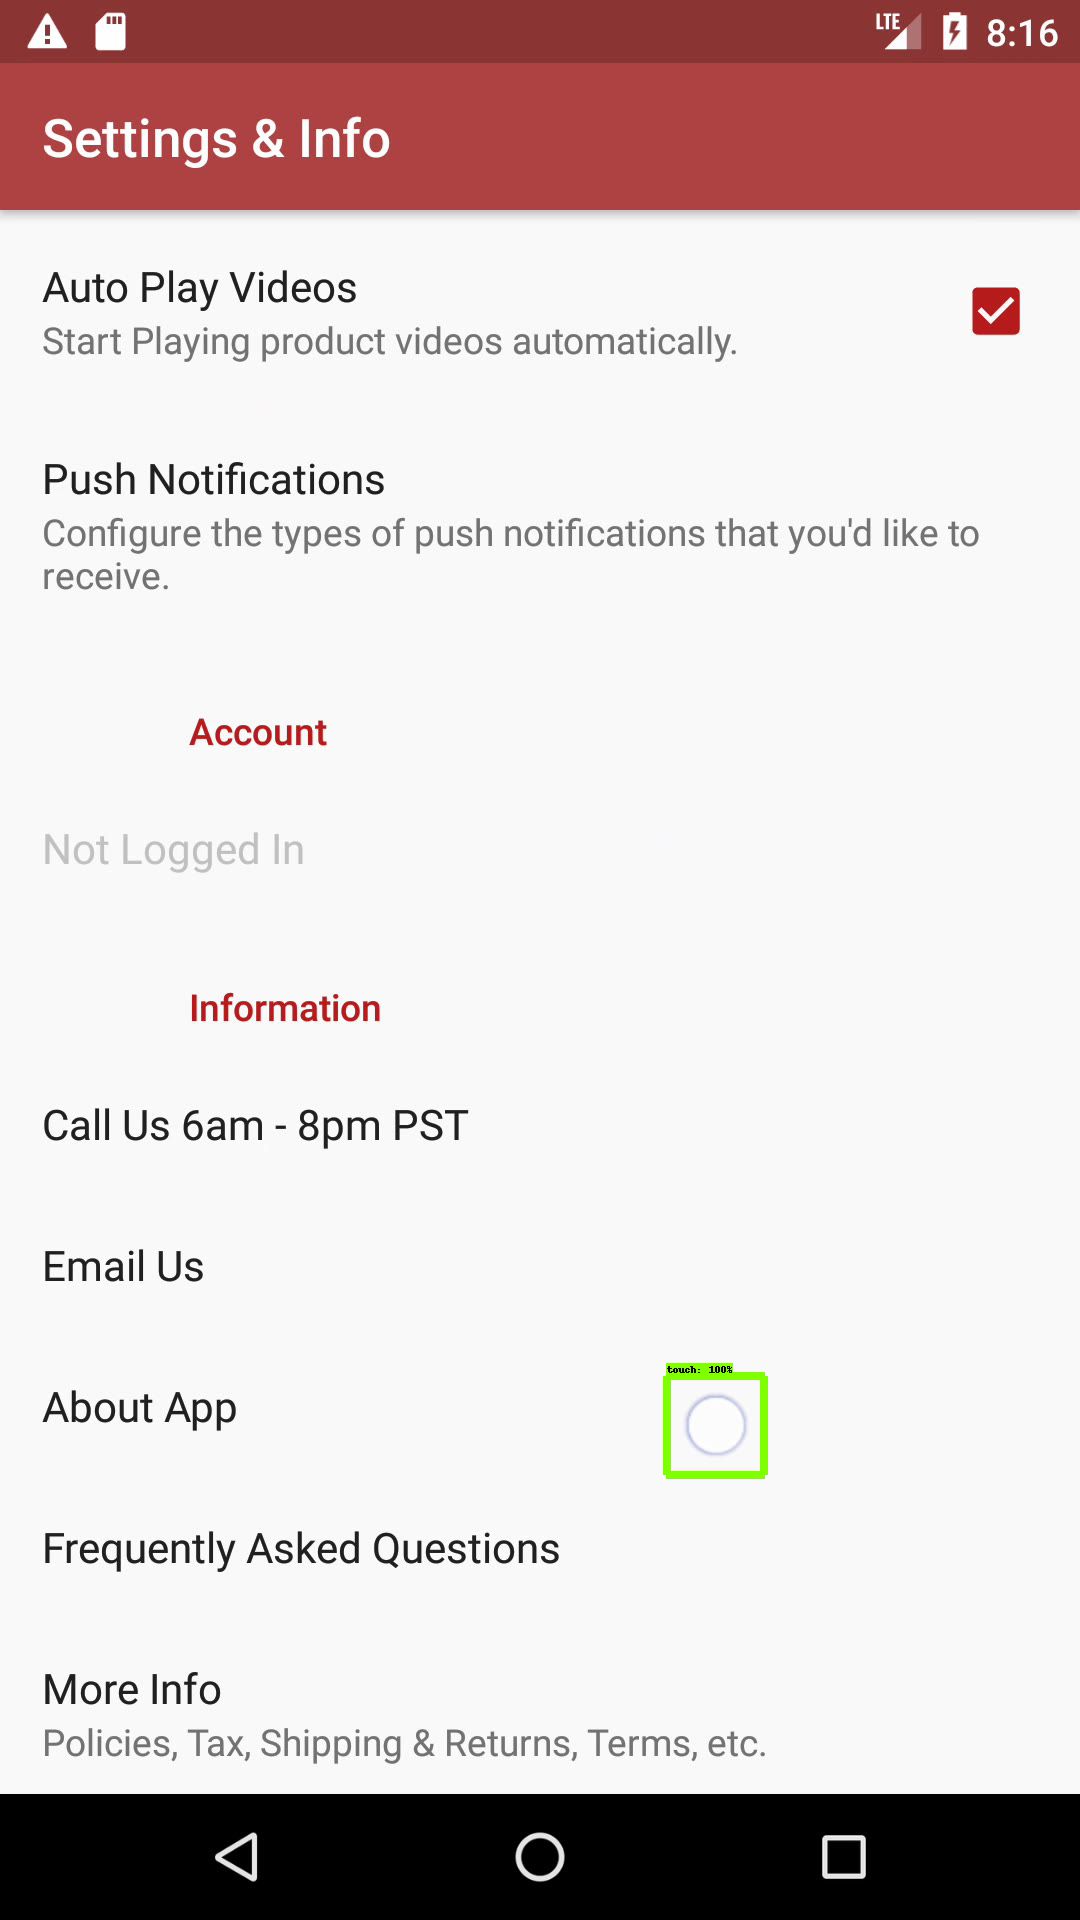 LTE 8:16
Settings & Info
Auto Play Videos
Start Playing product videos automatically.
Push Notifications
Configure the types of push notifications that you'd like to
receive.
Account
Not Logged In
Information
Call Us 6am - 8pm PST
Email Us
touch: 100%
About App
Frequently Asked Questions
More Info
Policies, Tax, Shipping & Returns, Terms, etc.